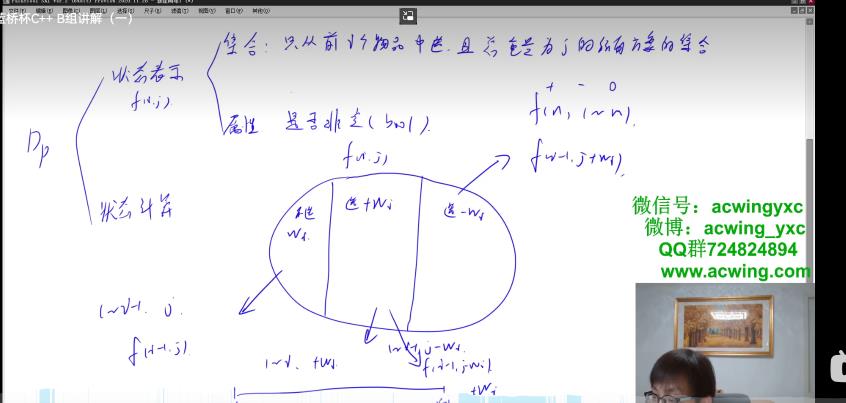 蓝桥杯C++ B组讲解（一）
集合：只从前i个物品中选，且总重量为j的所有方案的集合
状态表示
f(i,j)
+ - 0
f(n, 1~n).
属性 是否非空(bool).
Dp
f(i,j)
f(i-1, j+wi).
不选
wi.
选+wi
选-wi
状态计算
微信号：acwingyxc
微博：acwing_yxc
QQ群724824894
www.acwing.com
1~i-1, j.
f(i-1,j)
1~i-1, j-wi.
f(i-1,j-wi)
1~i, +wi.
+wi